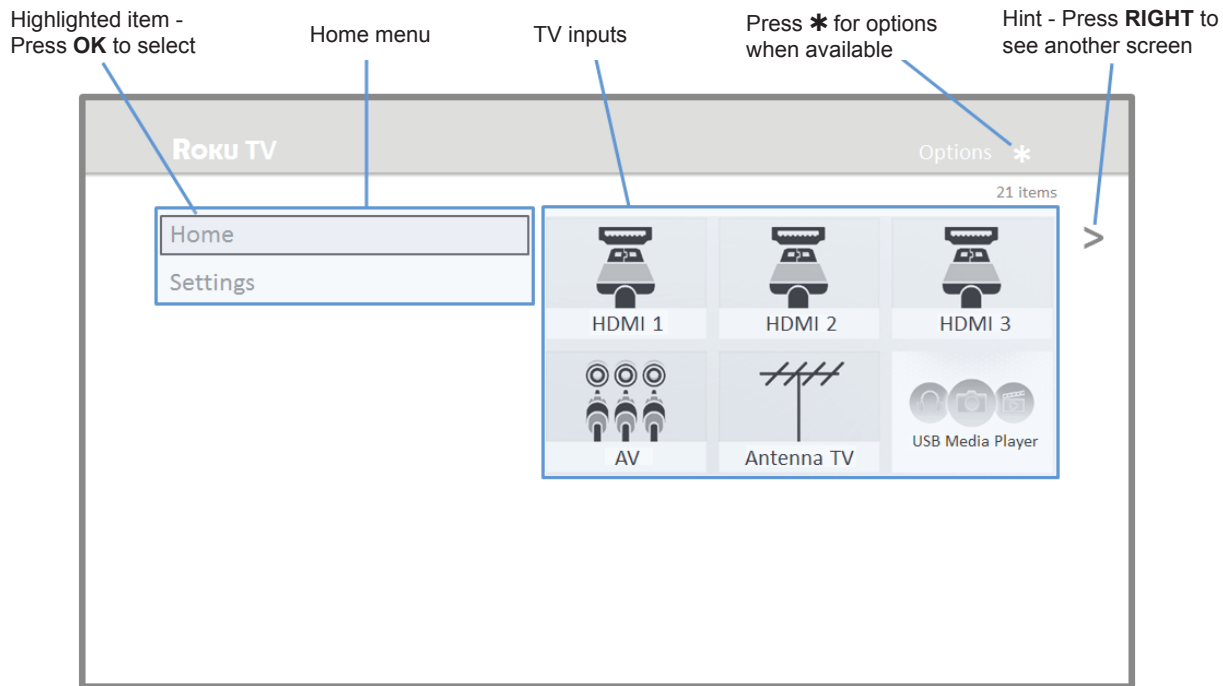 Highlighted item -
Press OK to select
Home menu
TV inputs
Press ✱ for options
when available
Hint - Press RIGHT to
see another screen
ROKU TV
Options ✱
21 items
Home
Settings
>
HDMI 1
HDMI 2
HDMI 3
AV
Antenna TV
USB Media Player